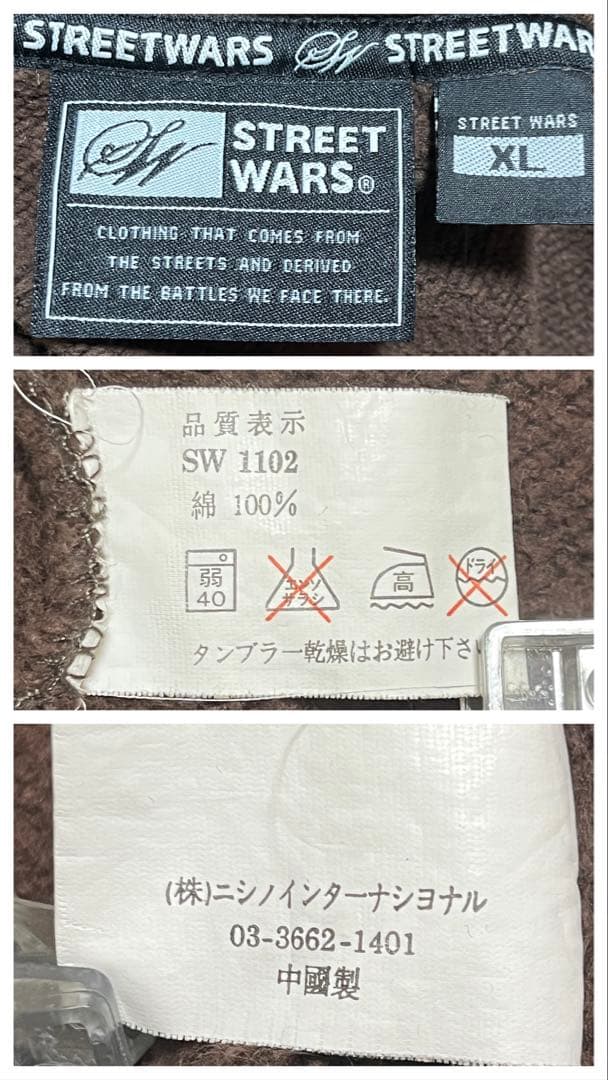 STREETWARS SW STREETWAR
SW
STREET
WARS®
CLOTHING THAT COMES FROM
THE STREETS AND DERIVED
FROM THE BATTLES WE FACE THERE.
STREET WARS
XL
品質表示
SW 1102
綿 100%
弱
40
エンソ
サラシ
高
ドライ
タンブラー乾燥はお避け下さ
(株)ニシノインターナショナル
03-3662-1401
中國製